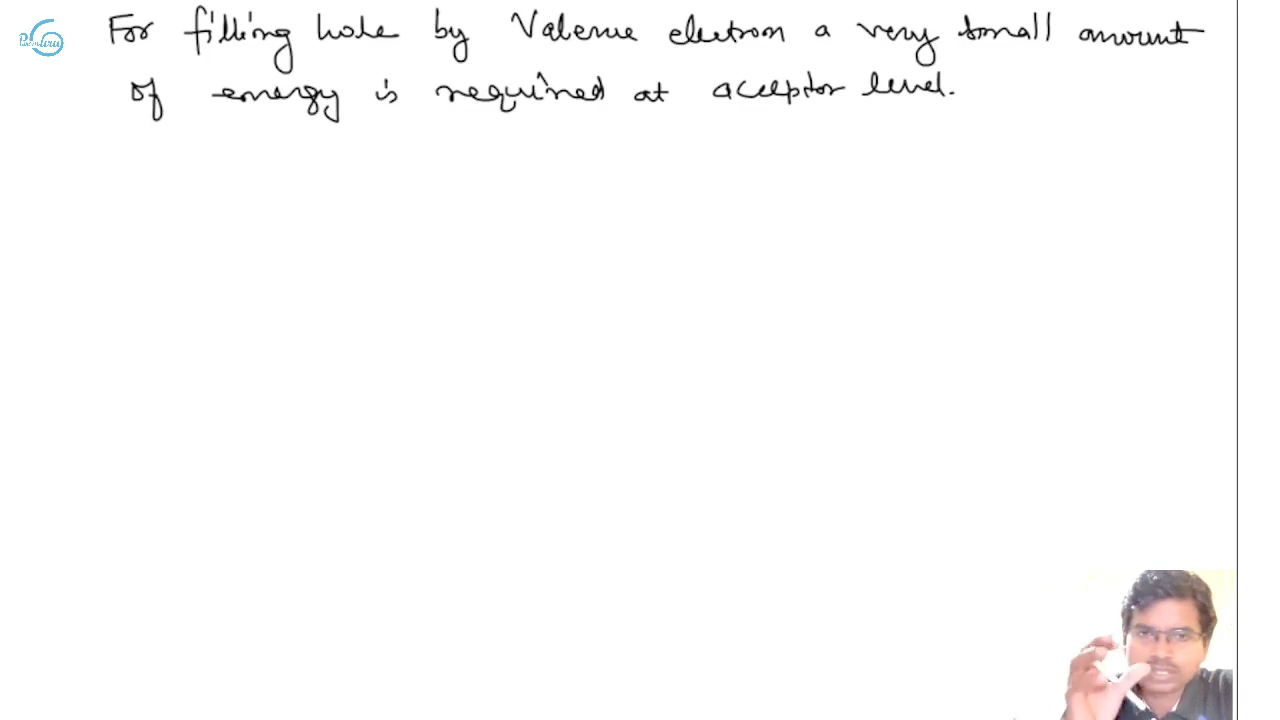 For filling hole by Valence electron a very small amount
of energy is required at acceptor level.